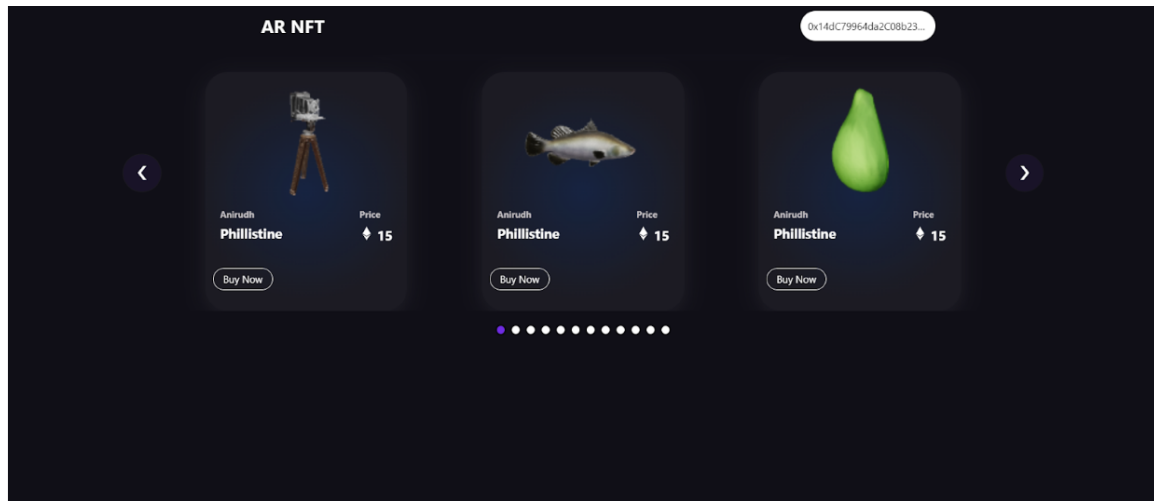 AR NFT
0x14dC79964da2C08b23...
Anirudh
Price
Phillistine
15
Buy Now
Anirudh
Price
Phillistine
15
Buy Now
Anirudh
Price
Phillistine
15
Buy Now